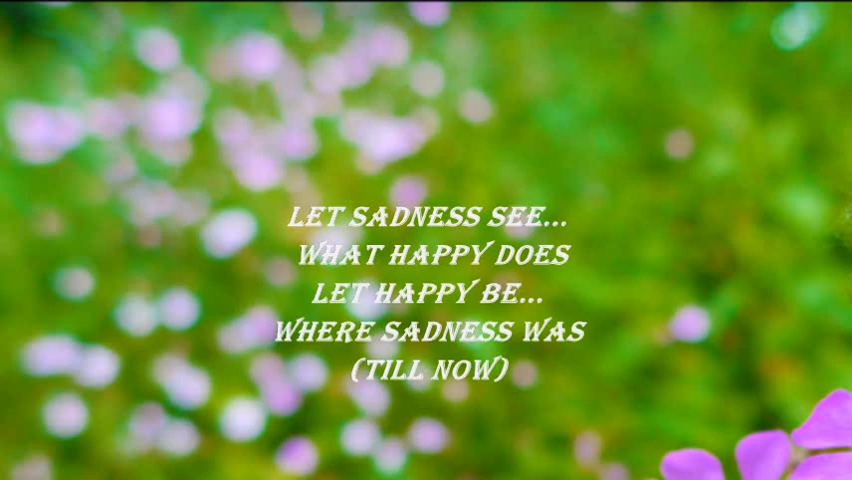 LET SADNESS SEE...
WHAT HAPPY DOES
LET HAPPY BE...
WHERE SADNESS WAS
(TILL NOW)